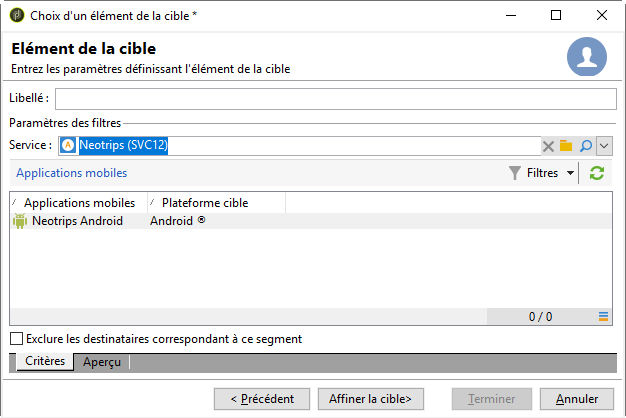 Choix d'un élément de la cible *
Elément de la cible
Entrez les paramètres définissant l'élément de la cible
Libellé :
Paramètres des filtres
Service : Neotrips (SVC12)
Applications mobiles Filtres
Applications mobiles Plateforme cible
Neotrips Android Android ®
0 / 0
Exclure les destinataires correspondant à ce segment
Critères Aperçu
< Précédent Affiner la cible> Terminer Annuler